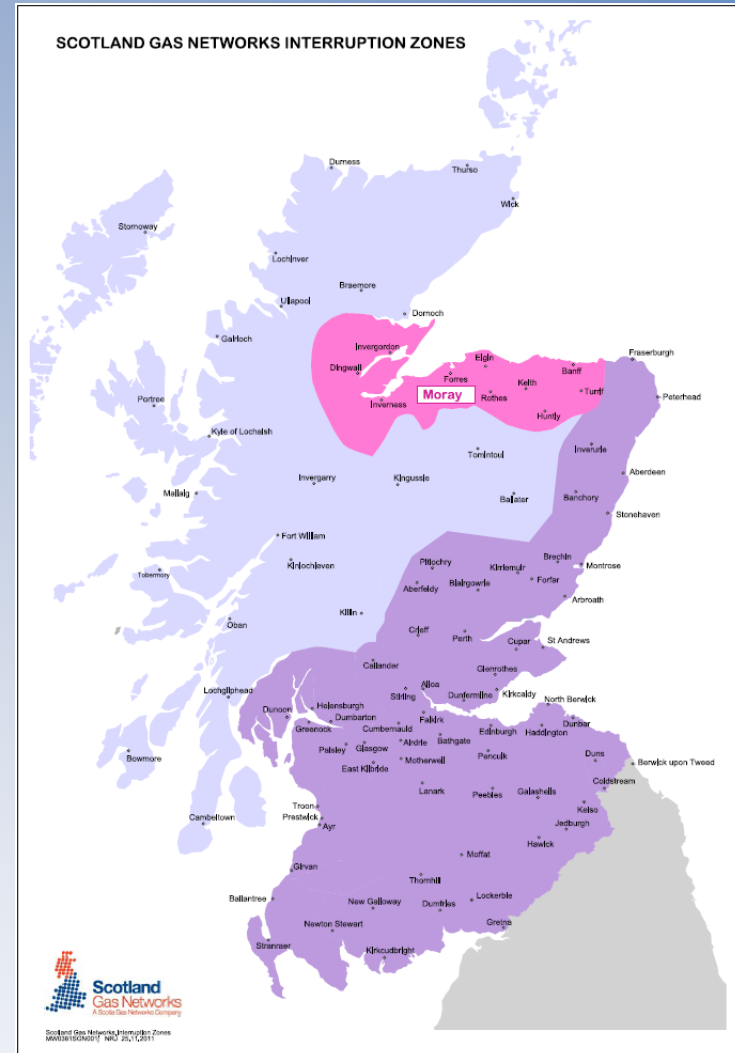 SCOTLAND GAS NETWORKS INTERRUPTION ZONES
Durness
Thurso
Wick
Stornoway
Lochinver
Braemore
Ullapool
Dornoch
Gairloch
Invergordon
Fraserburgh
Elgin
Banff
Dingwall
Forres
Keith
Turriff
Moray
Rothes
Peterhead
Portree
Inverness
Huntly
Kyle of Lochalsh
Inverurie
Tomintoul
Aberdeen
Invergarry
Kingussie
Mallaig
Ballater
Banchory
Stonehaven
Fort William
Kinlochleven
Pitlochry
Brechin
Tobermory
Kirriemuir
Montrose
Aberfeldy
Blairgowrie
Forfar
Arbroath
Killin
Oban
Crieff
Perth
Cupar
St Andrews
Callander
Glenrothes
Lochgilphead
Stirling
Alloa
Dunfermline
Kirkcaldy
Helensburgh
North Berwick
Dunoon
Dumbarton
Falkirk
Greenock
Cumbernauld
Edinburgh
Haddington
Dunbar
Paisley
Glasgow
Airdrie
Bathgate
Bowmore
Motherwell
Penicuik
Duns
East Kilbride
Berwick upon Tweed
Lanark
Peebles
Galashiels
Coldstream
Troon
Kelso
Prestwick
Campbeltown
Ayr
Jedburgh
Hawick
Moffat
Girvan
Thornhill
Ballantrae
New Galloway
Dumfries
Lockerbie
Newton Stewart
Gretna
Stranraer
Kirkcudbright
Scotland
Gas Networks
A Scotia Gas Networks Company
Scotland Gas Networks Interruption Zones
MW0381SGN001| NRJ 25.11.2011